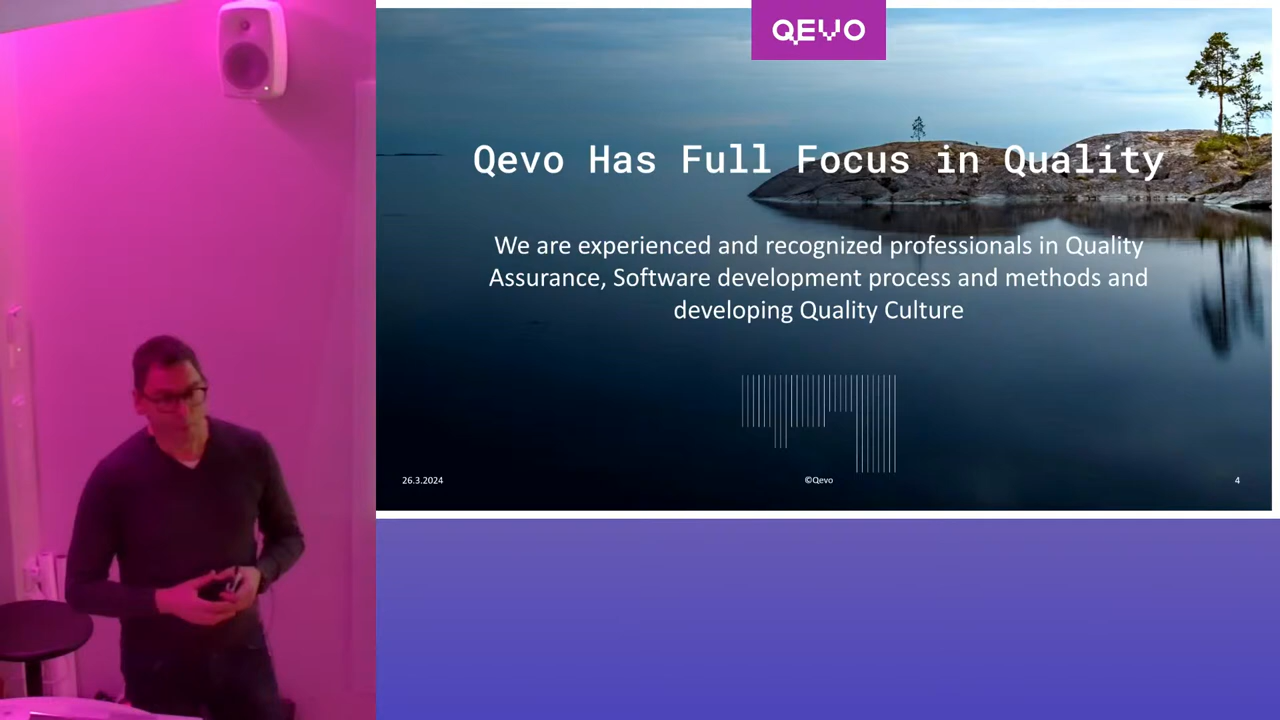 QEVO
Qevo Has Full Focus in Quality
We are experienced and recognized professionals in Quality
Assurance, Software development process and methods and
developing Quality Culture
26.3.2024
©Qevo
4